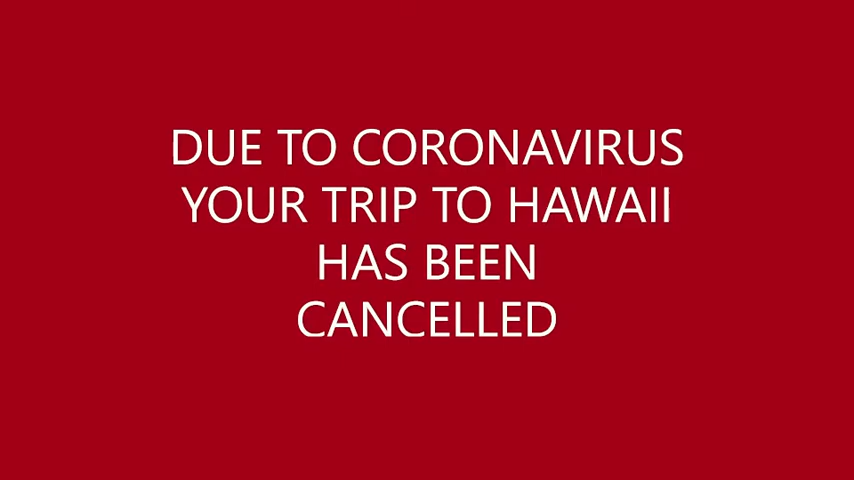 DUE TO CORONAVIRUS
YOUR TRIP TO HAWAII
HAS BEEN
CANCELLED